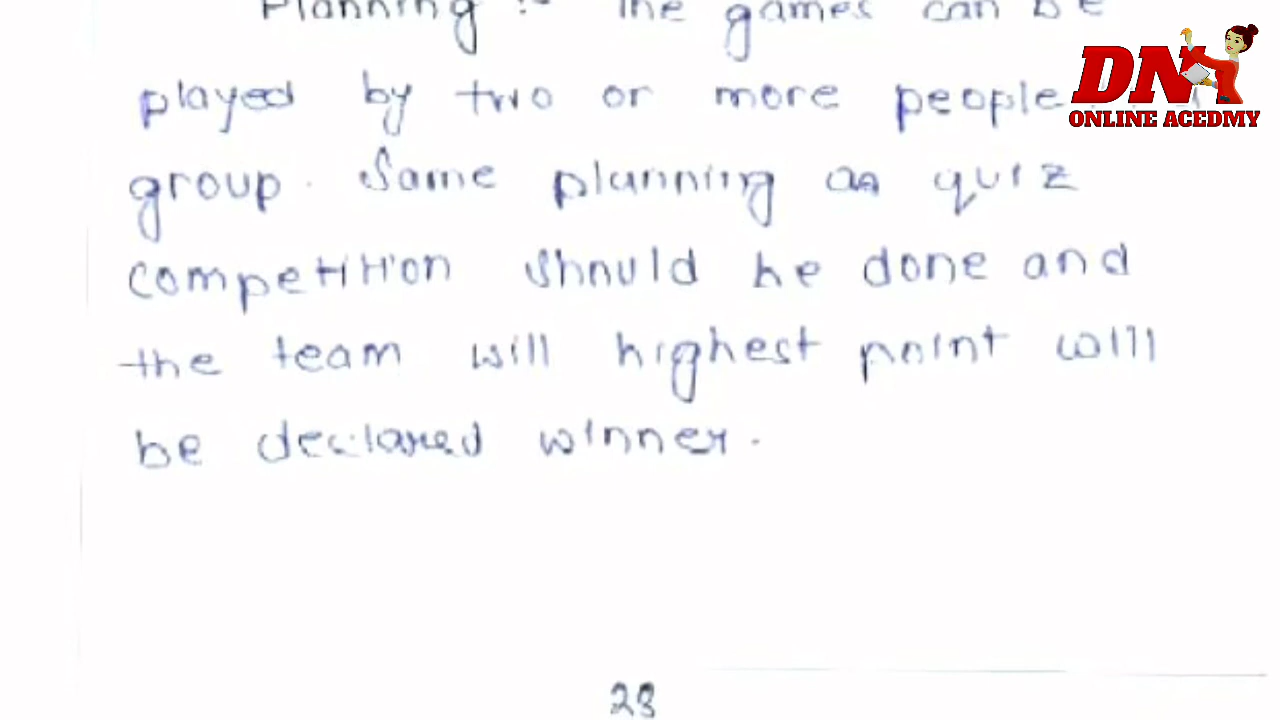 Planning :- The games can be
played by two or more people
group. Same planning as quiz
competition should be done and
the team will highest point will
be declared winner.
23
DN
ONLINE ACEDMY